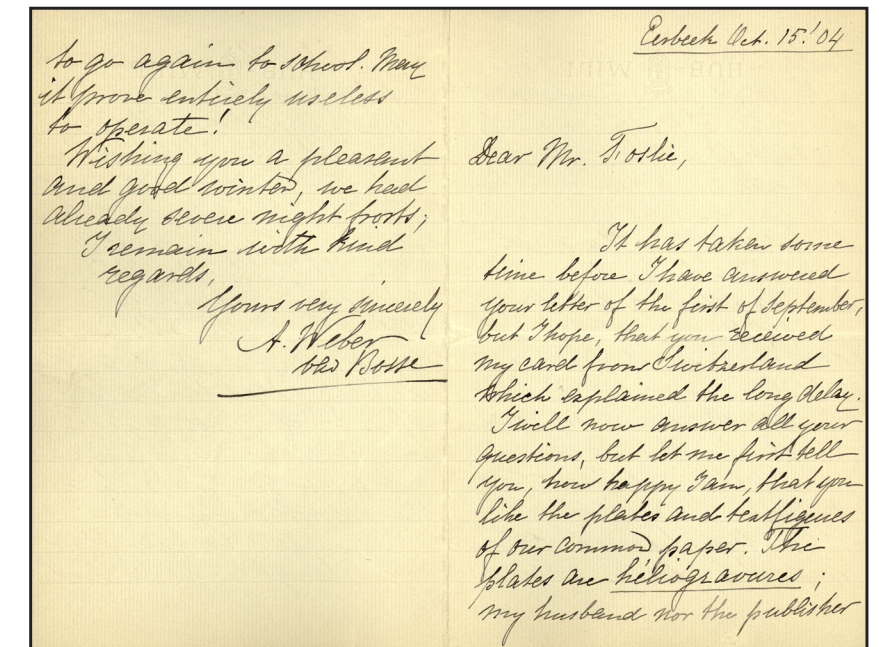 Eerbeek Oct. 15! 04
Dear Mr. Foslie,
It has taken some
time before I have answered
your letter of the first of September,
but I hope, that you received
my card from Switzerland
which explained the long delay.
I will now answer all your
questions, but let me first tell
you, how happy I am, that you
like the plates and textfigures
of our common paper. The
plates are héliogravures ;
my husband nor the publisher
to go again to school. May
it prove entirely useless
to operate!
Wishing you a pleasant
and good winter, we had
already severe night frosts;
I remain with kind
regards,
Yours very sincerely
A. Weber
van Bosse